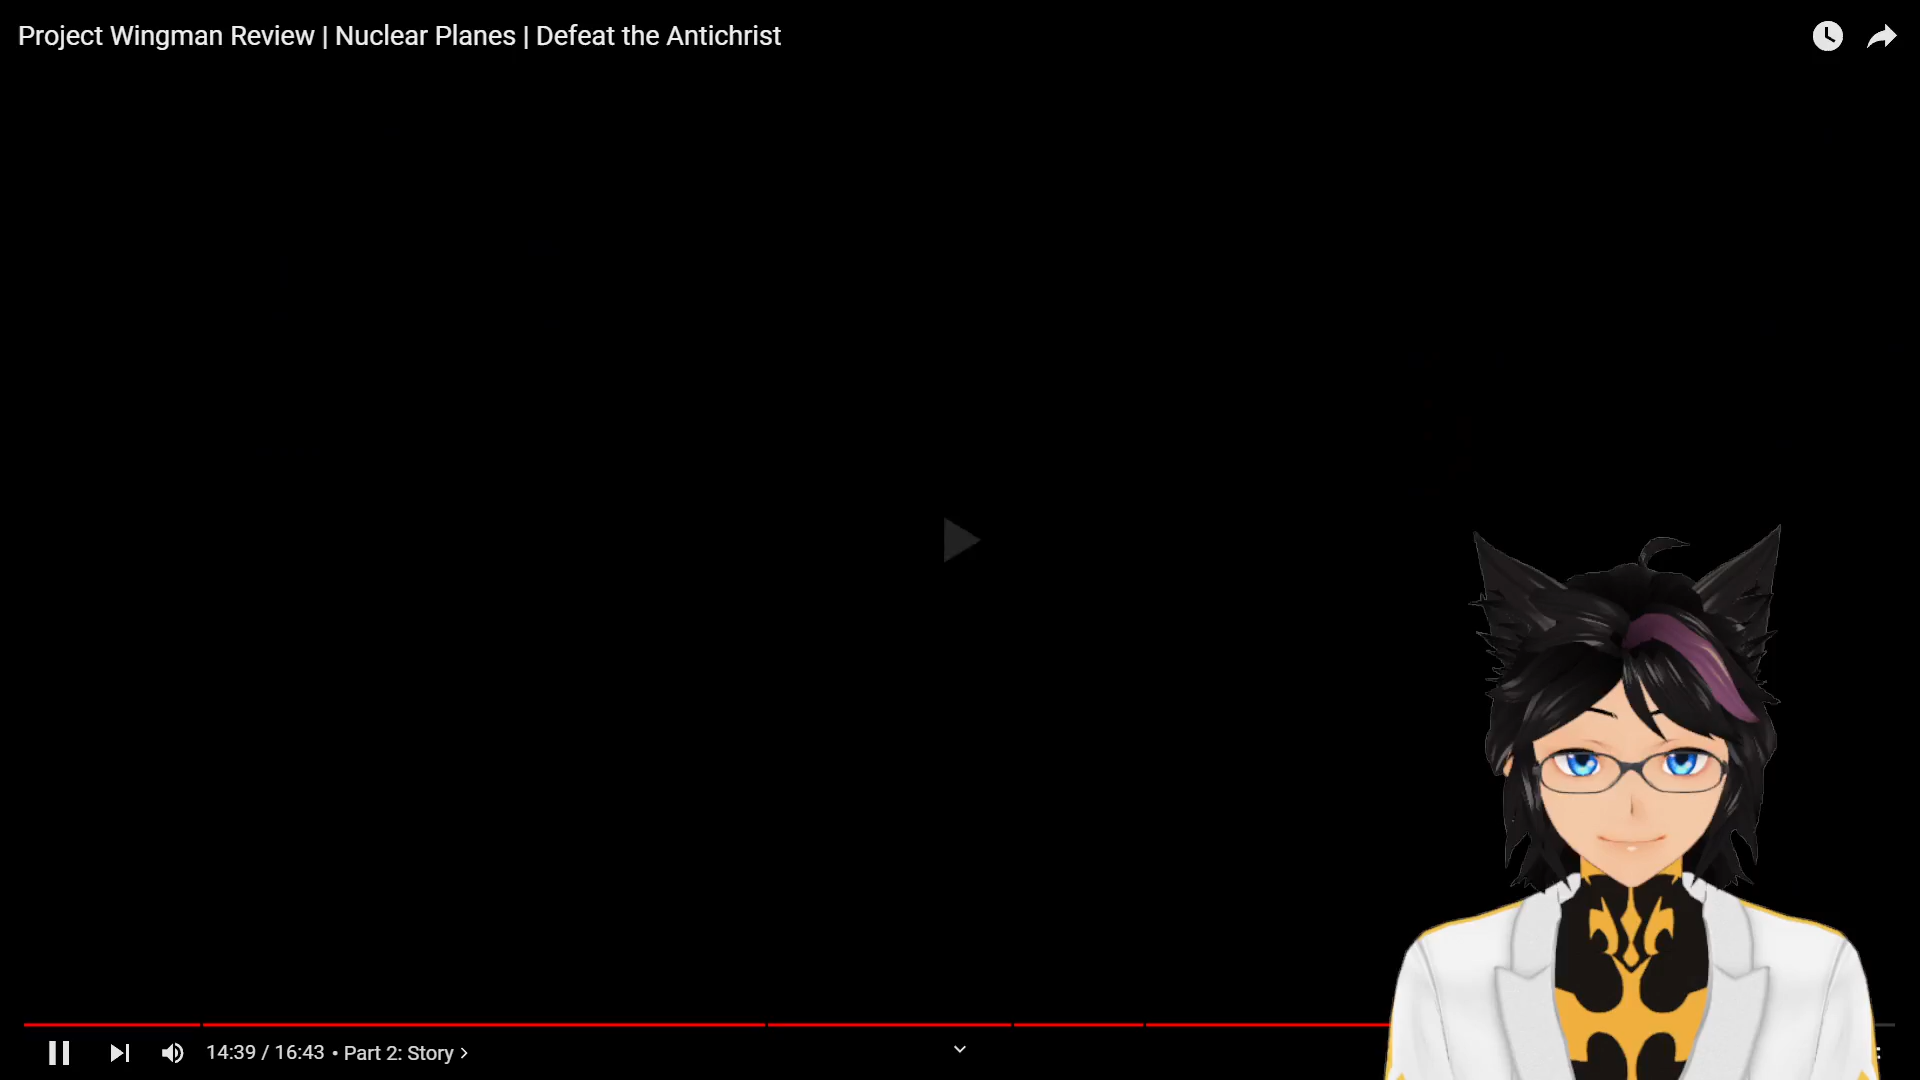 Project Wingman Review | Nuclear Planes | Defeat the Antichrist
14:39 / 16:43 • Part 2: Story >